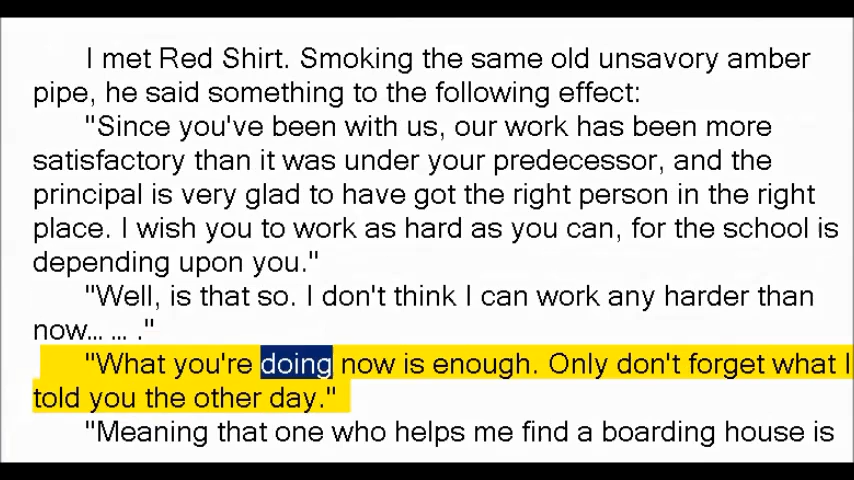 I met Red Shirt. Smoking the same old unsavory amber
pipe, he said something to the following effect:
"Since you've been with us, our work has been more
satisfactory than it was under your predecessor, and the
principal is very glad to have got the right person in the right
place. I wish you to work as hard as you can, for the school is
depending upon you."
"Well, is that so. I don't think I can work any harder than
now... ... ."
"What you're doing now is enough. Only don't forget what I
told you the other day."
"Meaning that one who helps me find a boarding house is